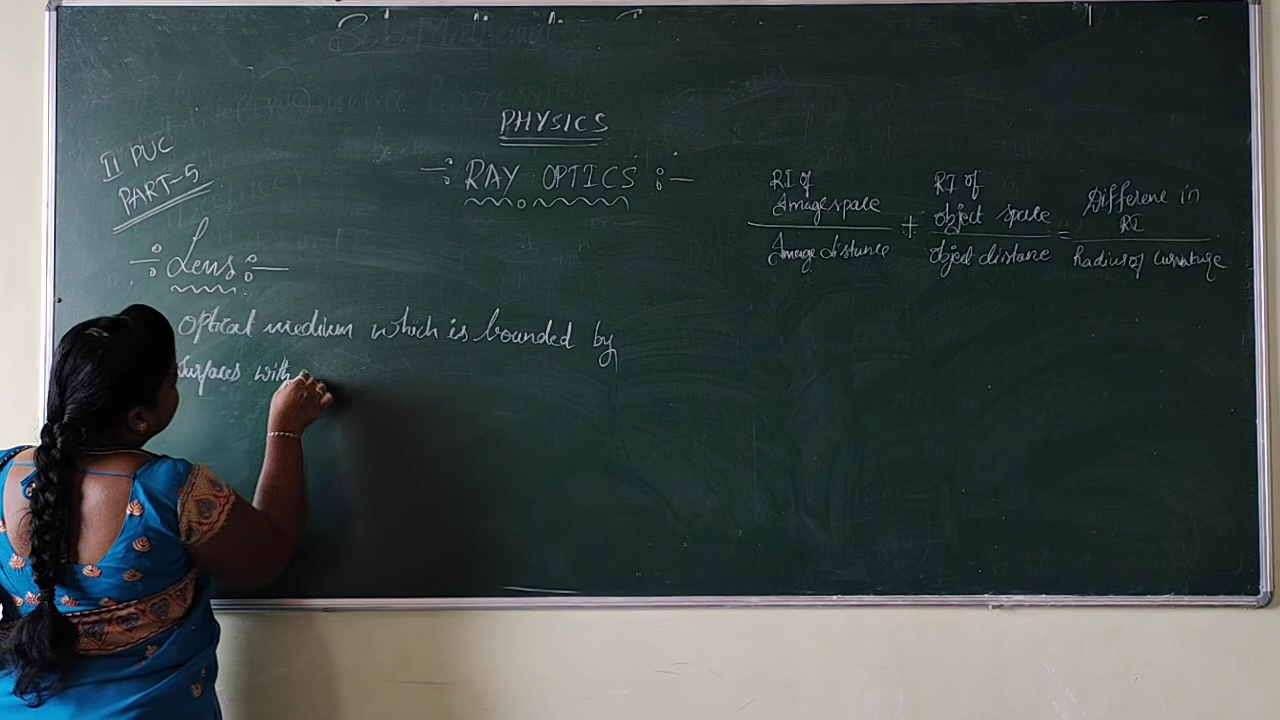 PHYSICS
÷ RAY OPTICS :-
II PUC
PART-5
÷ Lens :-
Optical medium which is bounded by
Surfaces with
RI of
Image space
Image distance
+
RI of
object space
object distance
=
Differene in
RI
Radius of curvature